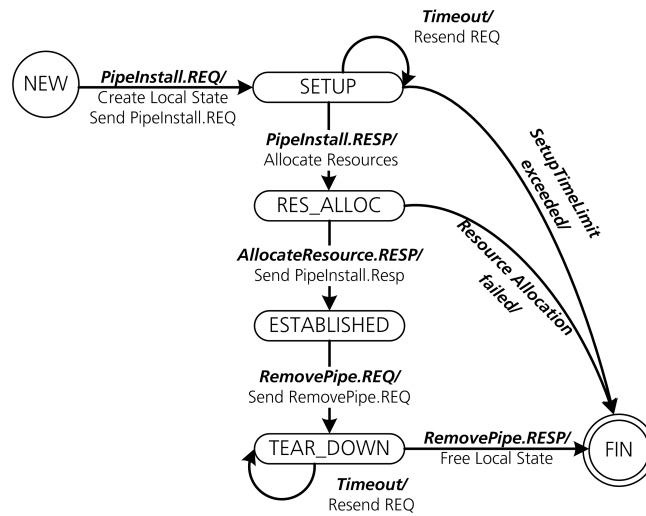 Timeout/
Resend REQ
NEW
PipeInstall.REQ/
Create Local State
Send PipeInstall.REQ
SETUP
PipeInstall.RESP/
Allocate Resources
SetupTimeLimit
exceeded/
RES_ALLOC
Resource Allocation
failed/
AllocateResource.RESP/
Send PipeInstall.Resp
ESTABLISHED
RemovePipe.REQ/
Send RemovePipe.REQ
TEAR_DOWN
RemovePipe.RESP/
Free Local State
FIN
Timeout/
Resend REQ